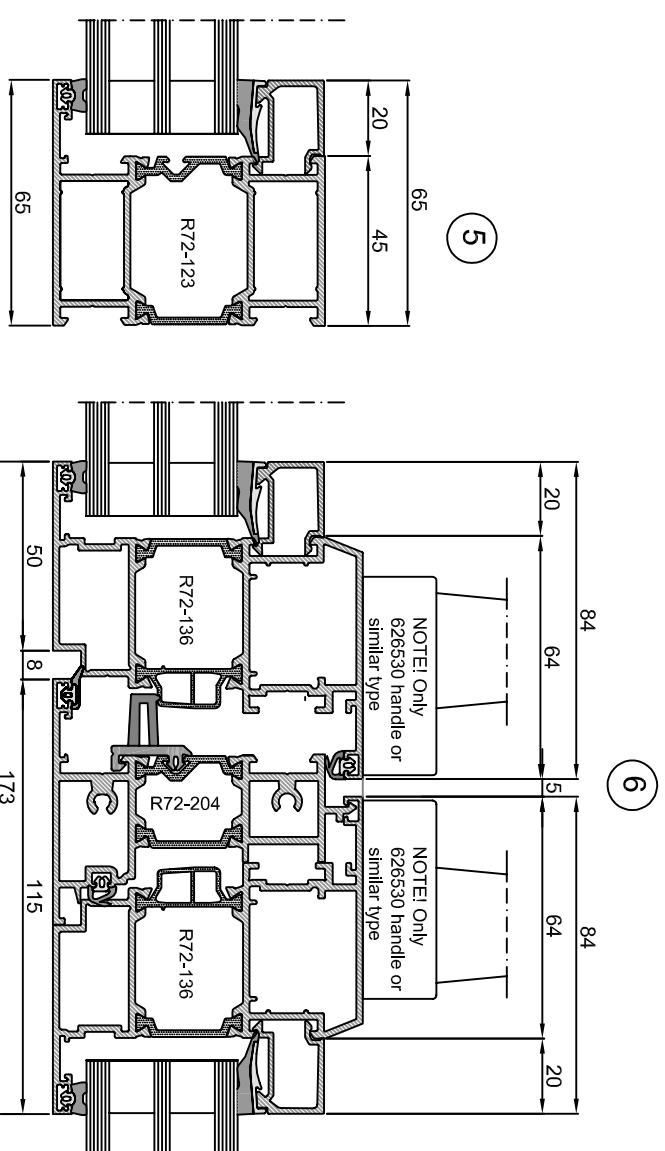 5
65
20
45
R72-123
65
6
84
84
20
64
5
64
20
NOTE! Only
626530 handle or
similar type
NOTE! Only
626530 handle or
similar type
R72-136
R72-204
R72-136
50
8
115
173